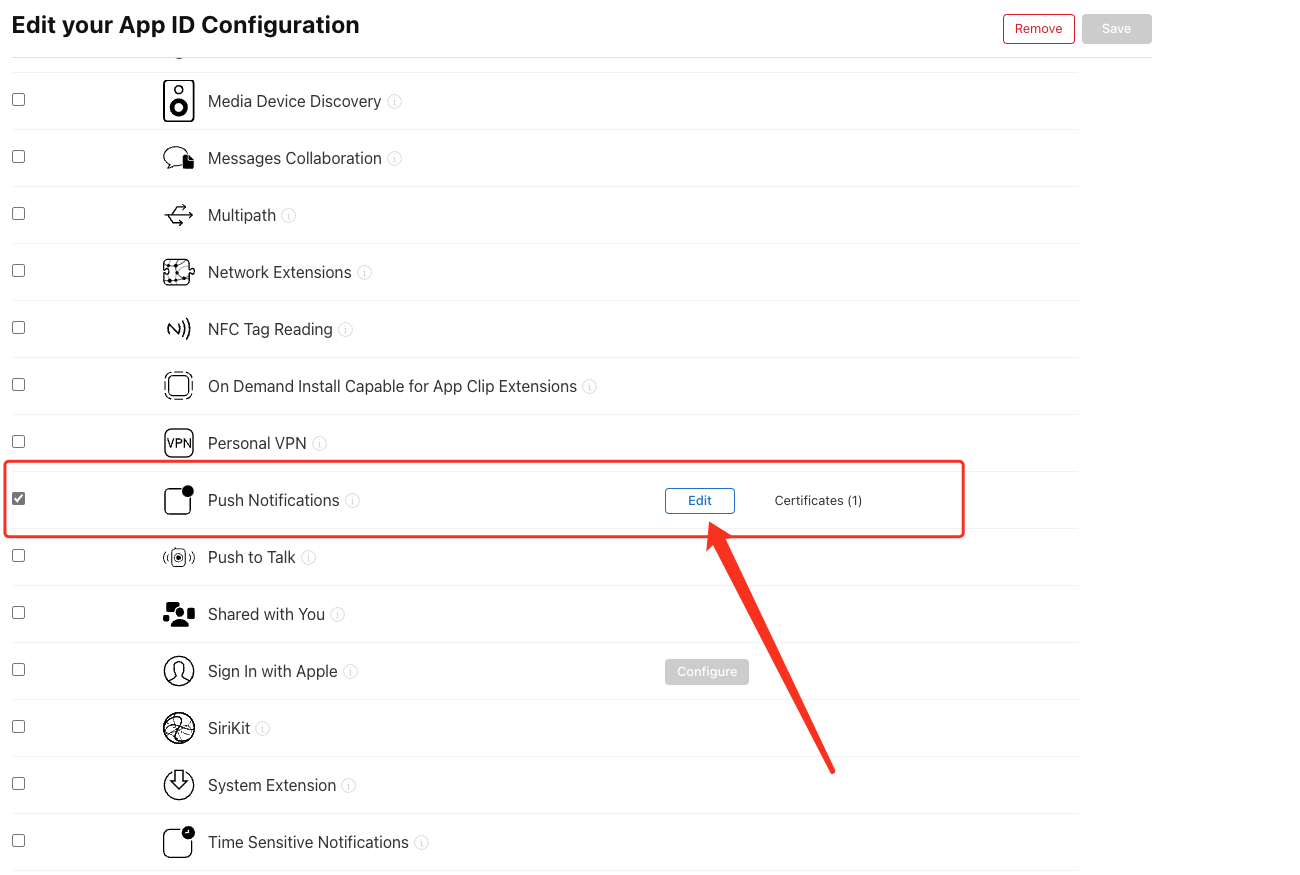 Edit your App ID Configuration
Remove
Save
Media Device Discovery
Messages Collaboration
Multipath
Network Extensions
NFC Tag Reading
On Demand Install Capable for App Clip Extensions
VPN
Personal VPN
Push Notifications
Edit
Certificates (1)
Push to Talk
Shared with You
Sign In with Apple
Configure
SiriKit
System Extension
Time Sensitive Notifications